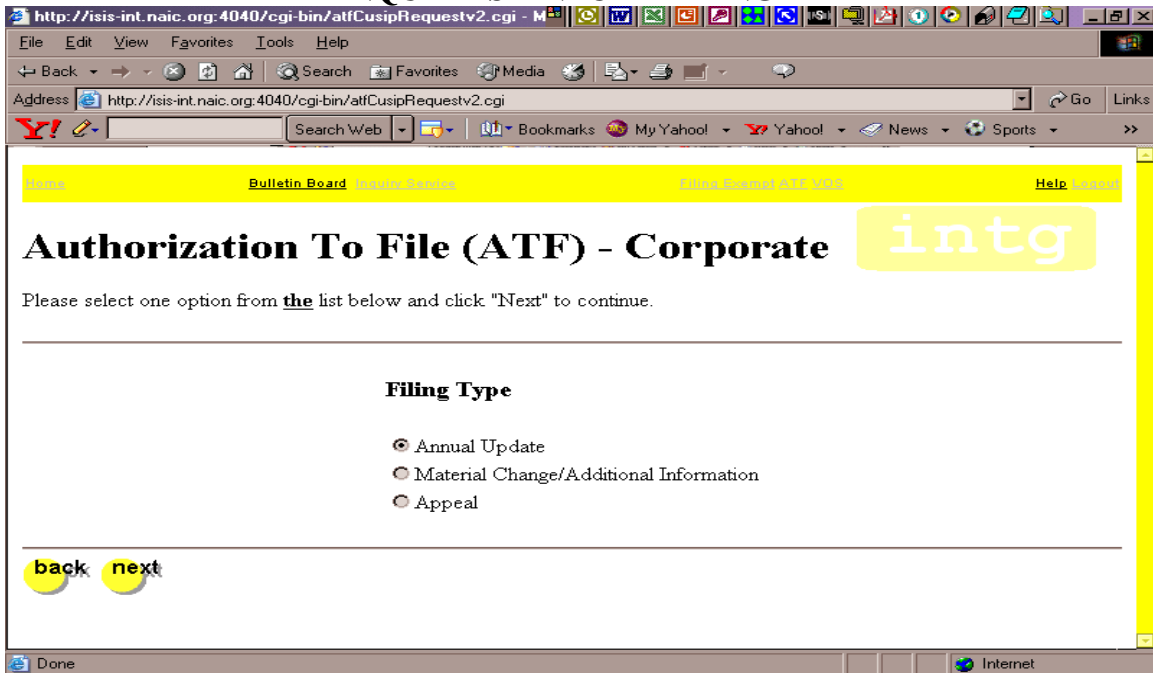 http://isis-int.naic.org:4040/cgi-bin/atfCusipRequestv2.cgi - M
File Edit View Favorites Tools Help
Back Search Favorites Media
Address http://isis-int.naic.org:4040/cgi-bin/atfCusipRequestv2.cgi Go Links
Y! Search Web Bookmarks My Yahoo! Yahoo! News Sports >>
Home Bulletin Board Inquiry Service Filing Exempt ATF VOS Help Logout
Authorization To File (ATF) - Corporate intg
Please select one option from the list below and click "Next" to continue.
Filing Type
Annual Update
Material Change/Additional Information
Appeal
back next
Done Internet